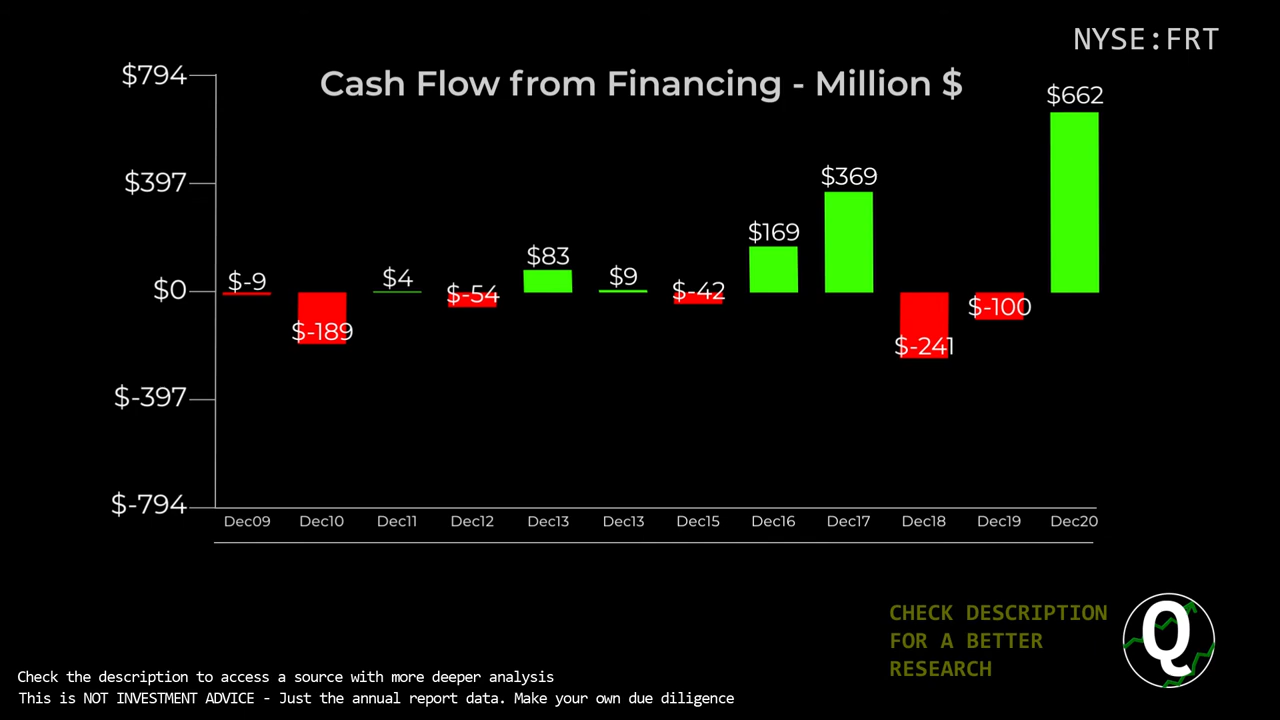 NYSE:FRT
Cash Flow from Financing - Million $
$794
$397
$0
$-397
$-794
$-9
$-189
$4
$-54
$83
$9
$-42
$169
$369
$-241
$-100
$662
Dec09 Dec10 Dec11 Dec12 Dec13 Dec13 Dec15 Dec16 Dec17 Dec18 Dec19 Dec20
CHECK DESCRIPTION
FOR A BETTER
RESEARCH
Q
Check the description to access a source with more deeper analysis
This is NOT INVESTMENT ADVICE - Just the annual report data. Make your own due diligence